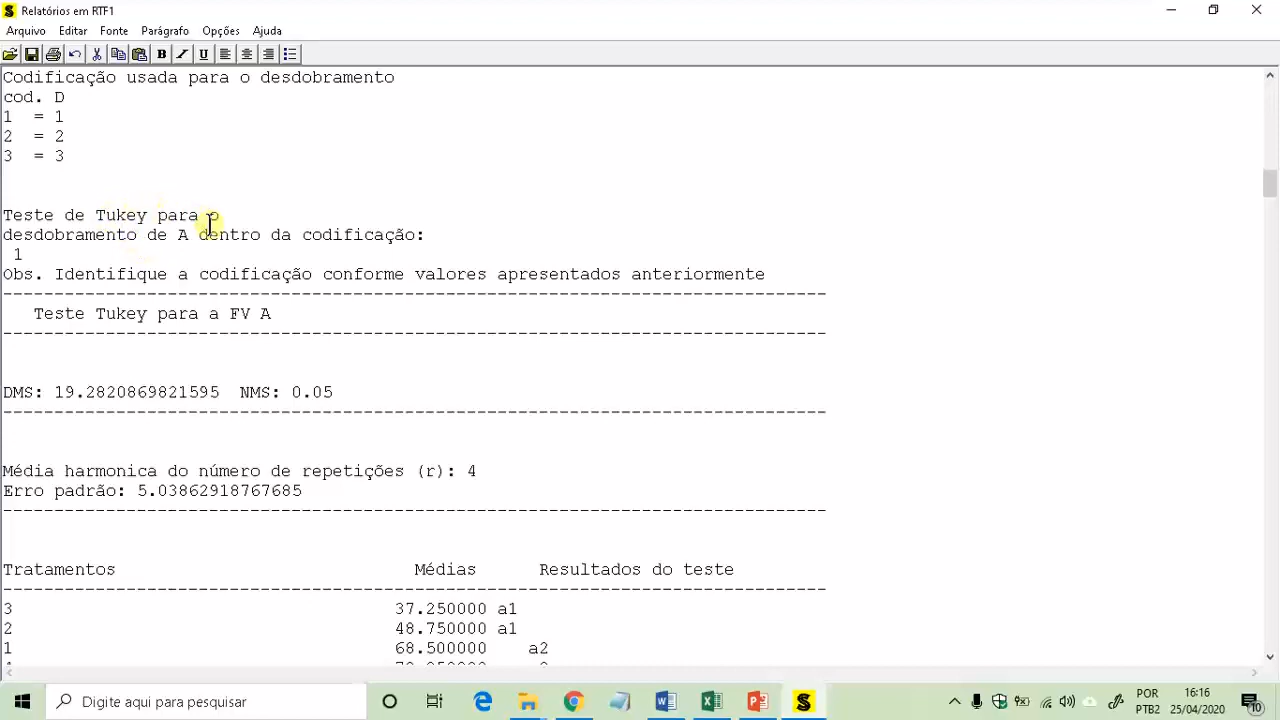 Relatórios em RTF1
Arquivo Editar Fonte Parágrafo Opções Ajuda
B I U
Codificação usada para o desdobramento
cod. D
1 = 1
2 = 2
3 = 3
Teste de Tukey para o
desdobramento de A dentro da codificação:
1
Obs. Identifique a codificação conforme valores apresentados anteriormente
--------------------------------------------------------------------------------
Teste Tukey para a FV A
--------------------------------------------------------------------------------
DMS: 19.2820869821595 NMS: 0.05
--------------------------------------------------------------------------------
Média harmonica do número de repetições (r): 4
Erro padrão: 5.03862918767685
--------------------------------------------------------------------------------
Tratamentos Médias Resultados do teste
--------------------------------------------------------------------------------
3 37.250000 a1
2 48.750000 a1
1 68.500000 a2
Digite aqui para pesquisar
POR 16:16
PTB2 25/04/2020